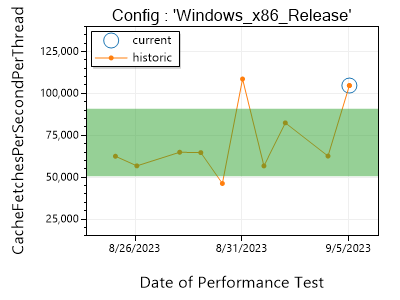 Config : 'Windows_x86_Release'
CacheFetchesPerSecondPerThread
current
historic
125,000
100,000
75,000
50,000
25,000
8/26/2023
8/31/2023
9/5/2023
Date of Performance Test